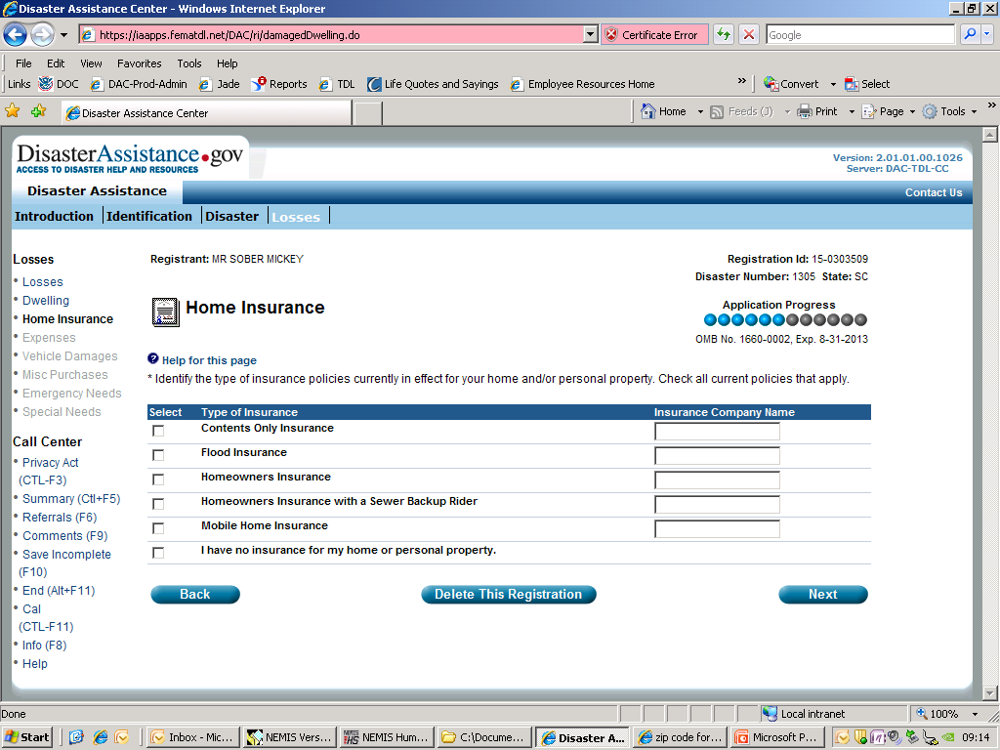 Disaster Assistance Center - Windows Internet Explorer
https://iaapps.fematdl.net/DAC/ri/damagedDwelling.do
Certificate Error
Google
File Edit View Favorites Tools Help
Links DOC DAC-Prod-Admin Jade Reports TDL Life Quotes and Sayings Employee Resources Home » Convert Select
Disaster Assistance Center
Home Feeds (J) Print Page Tools »
DisasterAssistance.gov
ACCESS TO DISASTER HELP AND RESOURCES
Version: 2.01.01.00.1026
Server: DAC-TDL-CC
Disaster Assistance
Contact Us
Introduction Identification Disaster Losses
Losses
• Losses
• Dwelling
• Home Insurance
• Expenses
• Vehicle Damages
• Misc Purchases
• Emergency Needs
• Special Needs
Call Center
• Privacy Act
(CTL-F3)
• Summary (Ctl+F5)
• Referrals (F6)
• Comments (F9)
• Save Incomplete
(F10)
• End (Alt+F11)
• Cal
(CTL-F11)
• Info (F8)
• Help
Registrant: MR SOBER MICKEY
Registration Id: 15-0303509
Disaster Number: 1305 State: SC
Home Insurance
Application Progress
OMB No. 1660-0002, Exp. 8-31-2013
? Help for this page
* Identify the type of insurance policies currently in effect for your home and/or personal property. Check all current policies that apply.
Select Type of Insurance Insurance Company Name
Contents Only Insurance
Flood Insurance
Homeowners Insurance
Homeowners Insurance with a Sewer Backup Rider
Mobile Home Insurance
I have no insurance for my home or personal property.
Back Delete This Registration Next
Done Local intranet 100%
Start Inbox - Mic... NEMIS Vers... NEMIS Hum... C:\Docume... Disaster A... zip code for... Microsoft P... 09:14